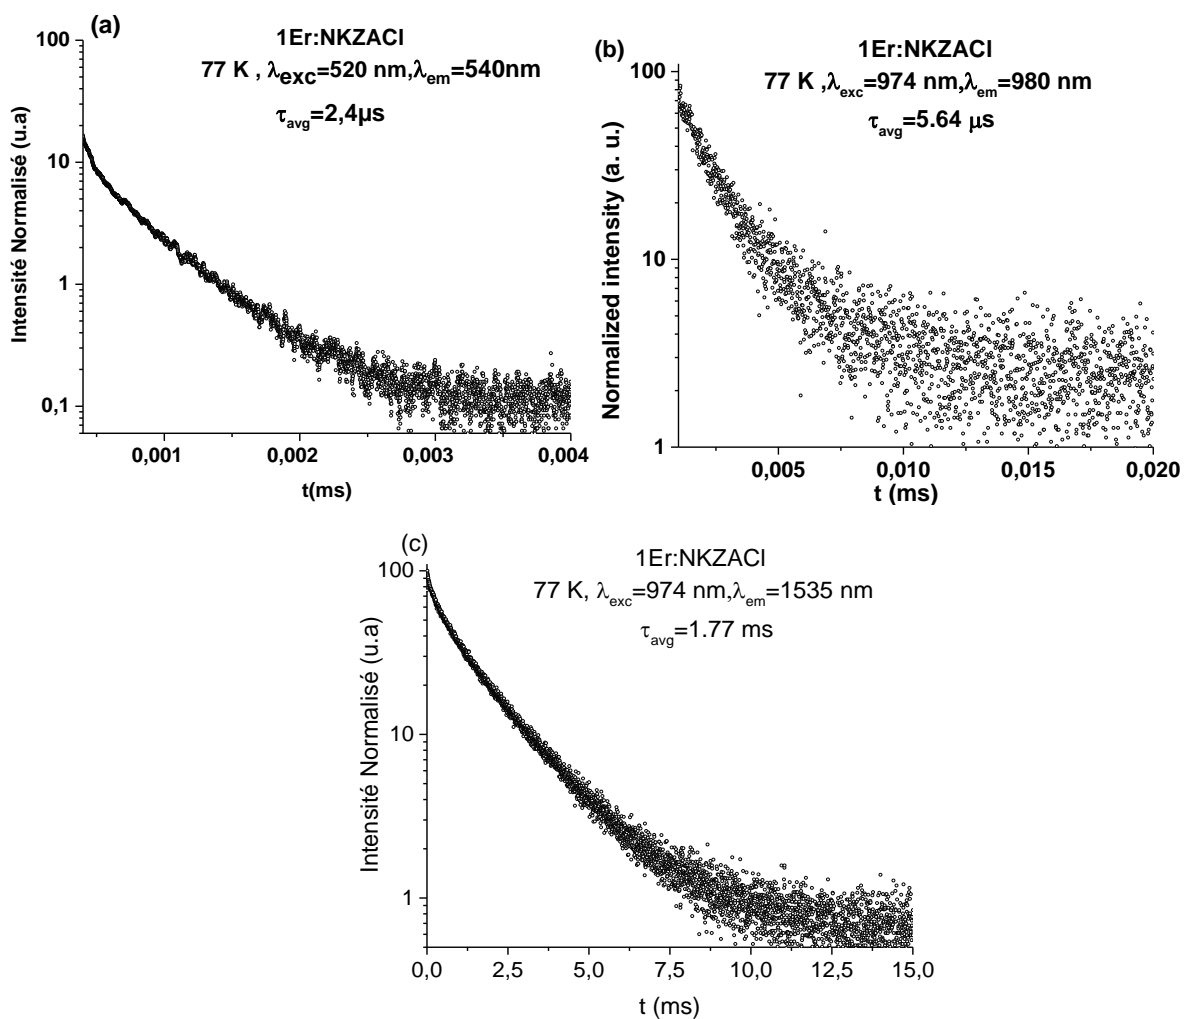 (a)
1Er:NKZACl
77 K , λexc=520 nm,λem=540nm
τavg=2,4µs
Intensité Normalisé (u.a)
100
10
1
0,1
0,001
0,002
0,003
0,004
t(ms)
(b)
1Er:NKZACl
77 K ,λexc=974 nm,λem=980 nm
τavg=5.64 µs
Normalized intensity (a. u.)
100
10
1
0,005
0,010
0,015
0,020
t (ms)
(c)
1Er:NKZACl
77 K, λexc=974 nm,λem=1535 nm
τavg=1.77 ms
Intensité Normalisé (u.a)
100
10
1
0,0
2,5
5,0
7,5
10,0
12,5
15,0
t (ms)